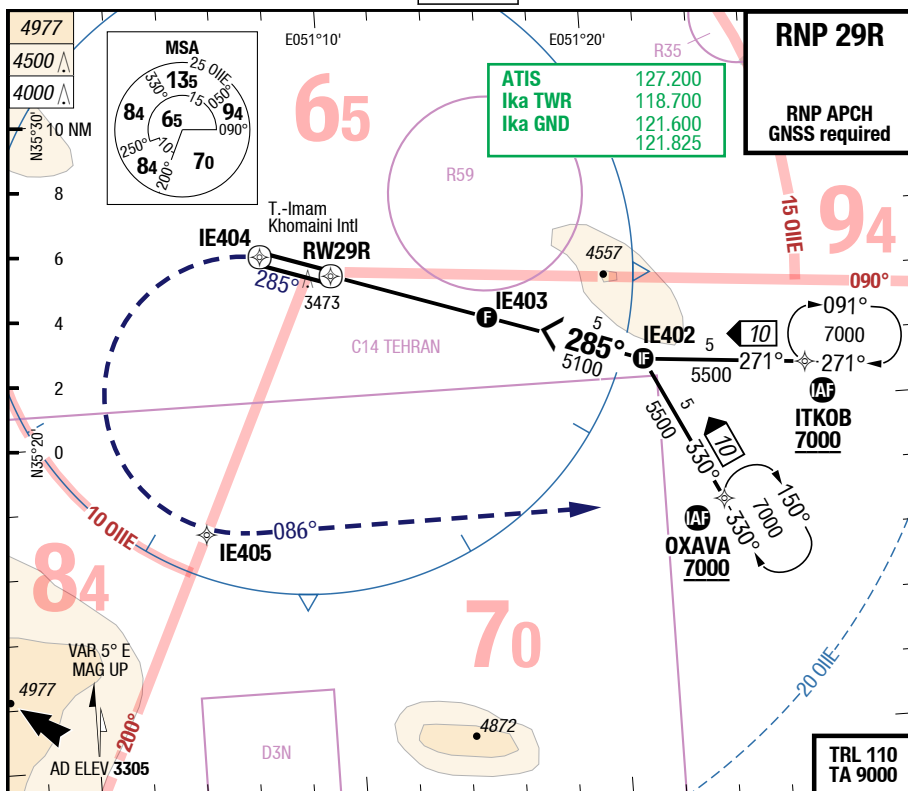 4977
4500
4000
N35°30'
10 NM
8
6
4
2
N35°20'
0
MSA
25 OIIE
330°
135
15
050°
84
65
94
090°
250°
10
84
200°
70
E051°10'
E051°20'
65
R35
ATIS 127.200
Ika TWR 118.700
Ika GND 121.600
121.825
RNP 29R
RNP APCH
GNSS required
R59
15 OIIE
94
T.-Imam
Khomaini Intl
IE404
RW29R
285°
3473
4557
090°
IE403
F
C14 TEHRAN
5
285°
5100
IE402
IF
5
5500
10
271°
091°
7000
271°
IAF
ITKOB
7000
5
5500
10
330°
150°
7000
330°
IAF
OXAVA
7000
10 OIIE
IE405
086°
84
70
VAR 5° E
MAG UP
4977
AD ELEV 3305
200°
D3N
4872
20 OIIE
TRL 110
TA 9000